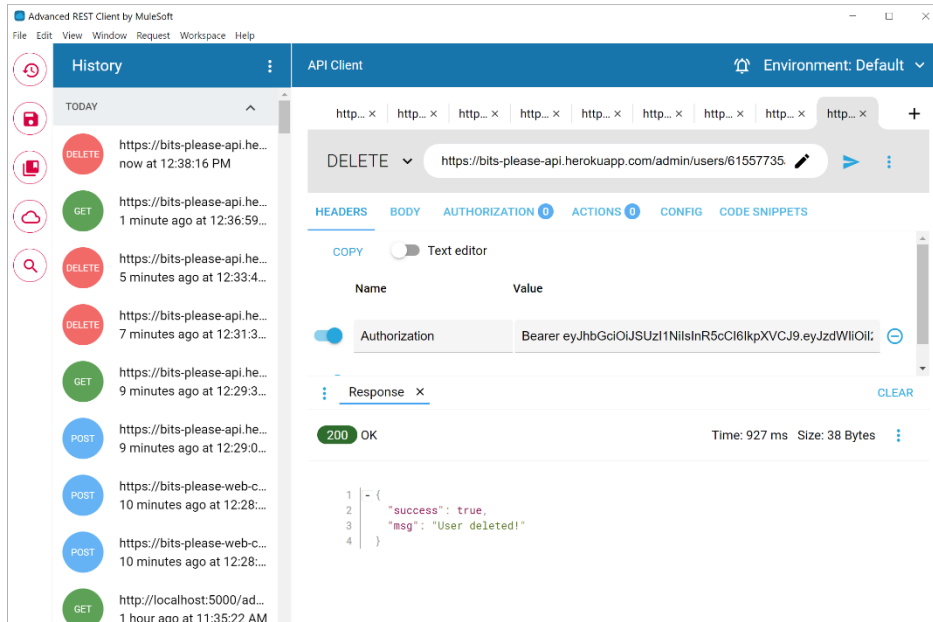 Advanced REST Client by MuleSoft
File Edit View Window Request Workspace Help
History
TODAY
DELETE
https://bits-please-api.he...
now at 12:38:16 PM
GET
https://bits-please-api.he...
1 minute ago at 12:36:59...
DELETE
https://bits-please-api.he...
5 minutes ago at 12:33:4...
DELETE
https://bits-please-api.he...
7 minutes ago at 12:31:3...
GET
https://bits-please-api.he...
9 minutes ago at 12:29:3...
POST
https://bits-please-api.he...
9 minutes ago at 12:29:0...
POST
https://bits-please-web-c...
10 minutes ago at 12:28:...
POST
https://bits-please-web-c...
10 minutes ago at 12:28:...
GET
http://localhost:5000/ad...
1 hour ago at 11:35:22 AM
API Client
Environment: Default
http... × http... × http... × http... × http... × http... × http... × http... × http... × +
DELETE https://bits-please-api.herokuapp.com/admin/users/61557735
HEADERS BODY AUTHORIZATION 0 ACTIONS 0 CONFIG CODE SNIPPETS
COPY Text editor
Name Value
Authorization Bearer eyJhbGciOiJSUzI1NiIsInR5cCI6IkpXVCJ9.eyJzdWIiOiI
Response × CLEAR
200 OK Time: 927 ms Size: 38 Bytes
1 - {
2 "success": true,
3 "msg": "User deleted!"
4 }